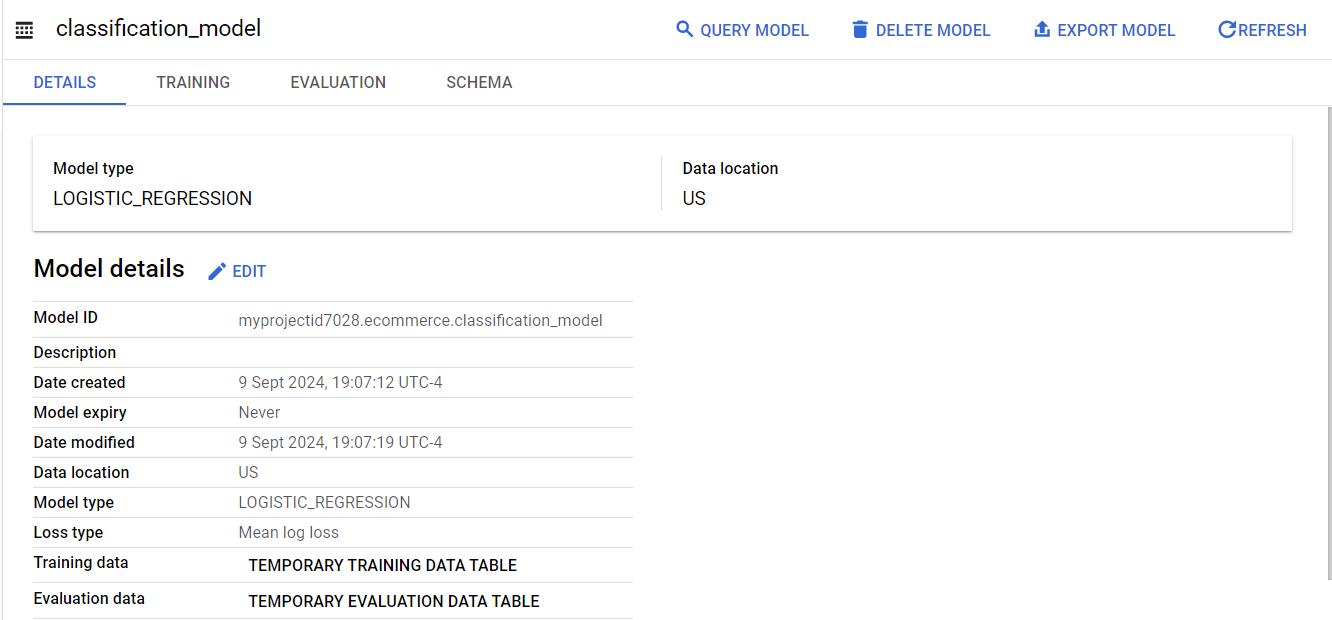 classification_model
QUERY MODEL
DELETE MODEL
EXPORT MODEL
REFRESH
DETAILS
TRAINING
EVALUATION
SCHEMA
Model type
LOGISTIC_REGRESSION
Data location
US
Model details
EDIT
Model ID myprojectid7028.ecommerce.classification_model
Description
Date created 9 Sept 2024, 19:07:12 UTC-4
Model expiry Never
Date modified 9 Sept 2024, 19:07:19 UTC-4
Data location US
Model type LOGISTIC_REGRESSION
Loss type Mean log loss
Training data TEMPORARY TRAINING DATA TABLE
Evaluation data TEMPORARY EVALUATION DATA TABLE